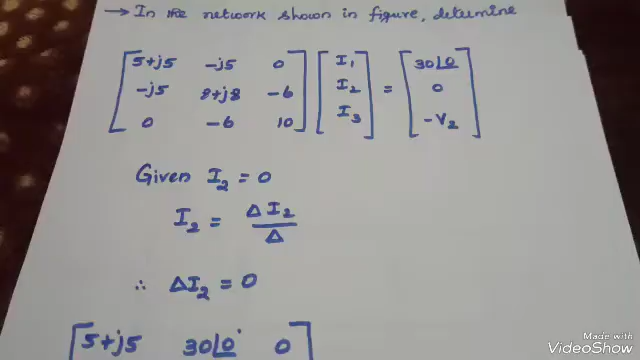 → In the network shown in figure, determine
[ 5+j5 -j5 0 ] [ I₁ ] = [ 30∠0 ]
[ -j5 8+j8 -6 ] [ I₂ ] = [ 0 ]
[ 0 -6 10 ] [ I₃ ] = [ -V₂ ]
Given I₂ = 0
I₂ = ΔI₂ / Δ
∴ ΔI₂ = 0
[ 5+j5 30∠0° 0 ]
Made with
VideoShow